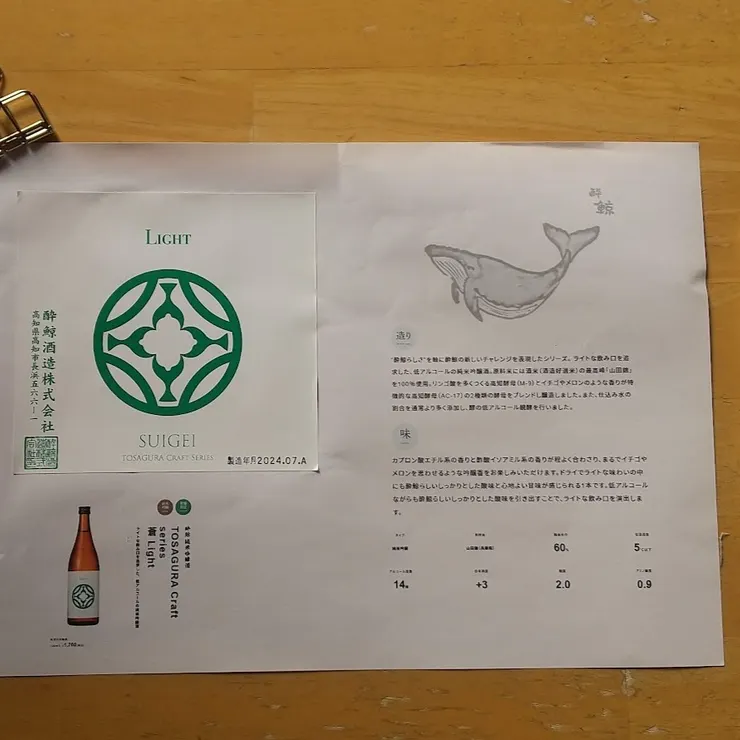 LIGHT
酔鯨酒造株式会社
高知県高知市長浜五六六-一
SUIGEI
TOSAGURA CRAFT SERIES
製造年月2024.07.A
TOSAGURA Craft
series
Light
酔
鯨
造り
"酔鯨らしさ"を軸に酔鯨の新しいチャレンジを表現したシリーズ。ライトな飲み口を追
求した、低アルコールの純米吟醸酒。原料米には酒米(酒造好適米)の最高峰「山田錦」
を100%使用。リンゴ酸を多くつくる高知酵母(M-9)とイチゴやメロンのような香りが特
徴的な高知酵母(AC-17)の2種類の酵母をブレンドし醸造しました。また、仕込み水の
割合を通常より多く添加し、醪の低アルコール醗酵を行いました。
味
カプロン酸エチル系の香りと酢酸イソアミル系の香りが程よく合わさり、まるでイチゴや
メロンを思わせるような吟醸香をお楽しみいただけます。ドライでライトな味わいの中
にも酔鯨らしいしっかりとした酸味と心地よい甘味が感じられる1本です。低アルコール
ながらも酔鯨らしいしっかりとした酸味を引き出すことで、ライトな飲み口を演出しま
す。
60%
5℃以下
14度
+3
2.0
0.9